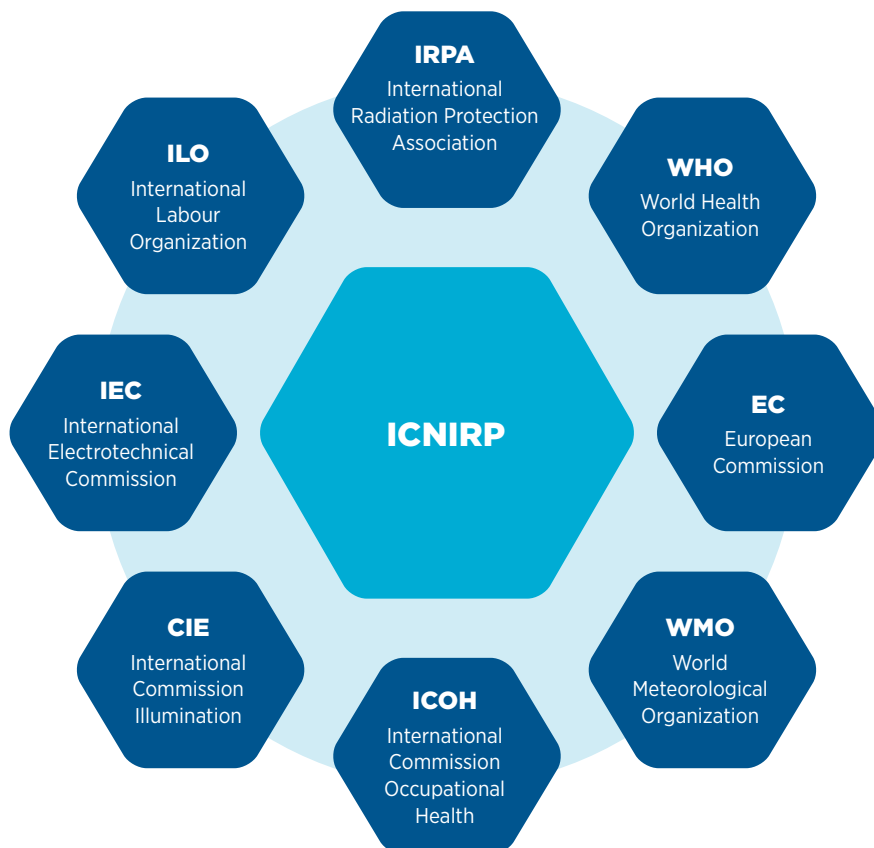 IRPA
International
Radiation Protection
Association
ILO
International
Labour
Organization
WHO
World Health
Organization
IEC
International
Electrotechnical
Commission
ICNIRP
EC
European
Commission
CIE
International
Commission
Illumination
WMO
World
Meteorological
Organization
ICOH
International
Commission
Occupational
Health